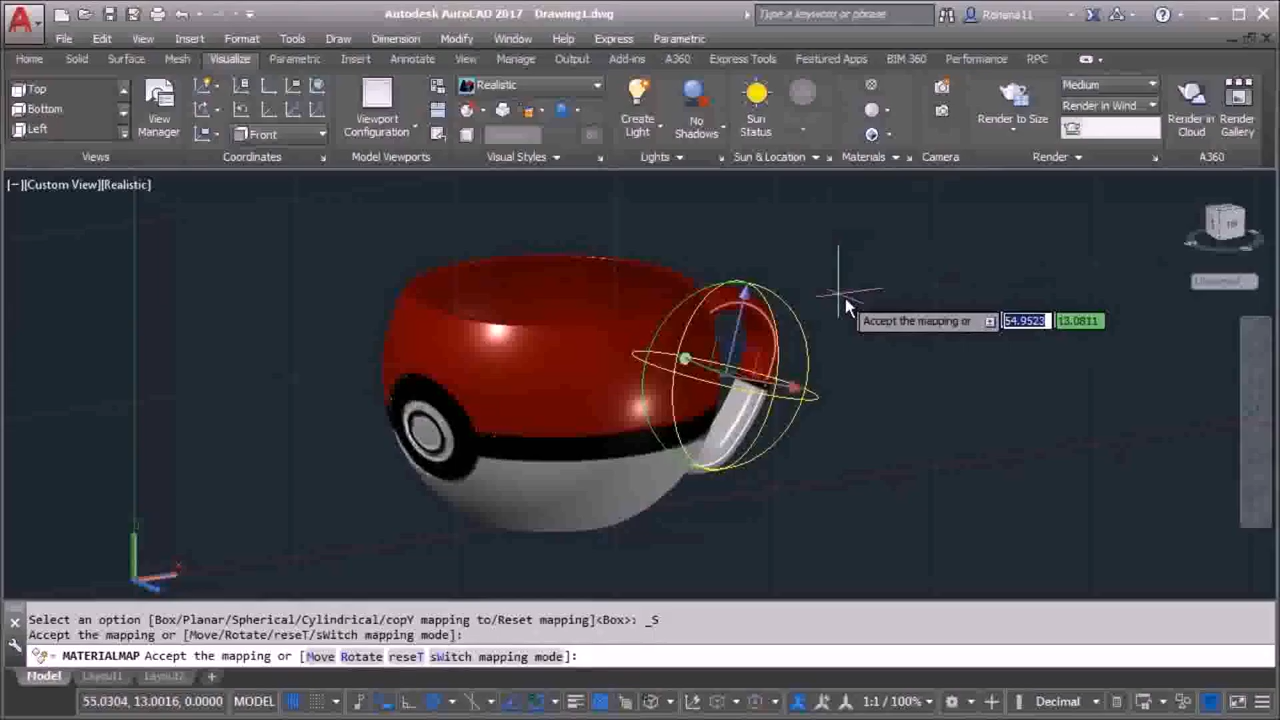 Autodesk AutoCAD 2017 Drawing1.dwg
Type a keyword or phrase
File Edit View Insert Format Tools Draw Dimension Modify Window Help Express Parametric
Home Solid Surface Mesh Visualize Parametric Insert Annotate View Manage Output Add-ins A360 Express Tools Featured Apps BIM 360 Performance RPC
Top
Bottom
Left
View Manager
Front
Viewport Configuration
Realistic
Create Light
No Shadows
Sun Status
Render to Size
Medium
Render in Wind...
Render in Cloud
Render Gallery
Views Coordinates Model Viewports Visual Styles Lights Sun & Location Materials Camera Render A360
[−][Custom View][Realistic]
Accept the mapping or 54.9523 13.0811
Select an option [Box/Planar/Spherical/Cylindrical/copY mapping to/Reset mapping]<Box>: _S
Accept the mapping or [Move/Rotate/reseT/sWitch mapping mode]:
MATERIALMAP Accept the mapping or [Move Rotate reseT sWitch mapping mode]:
Model Layout1 Layout2 +
55.0304, 13.0016, 0.0000 MODEL 1:1 / 100% Decimal